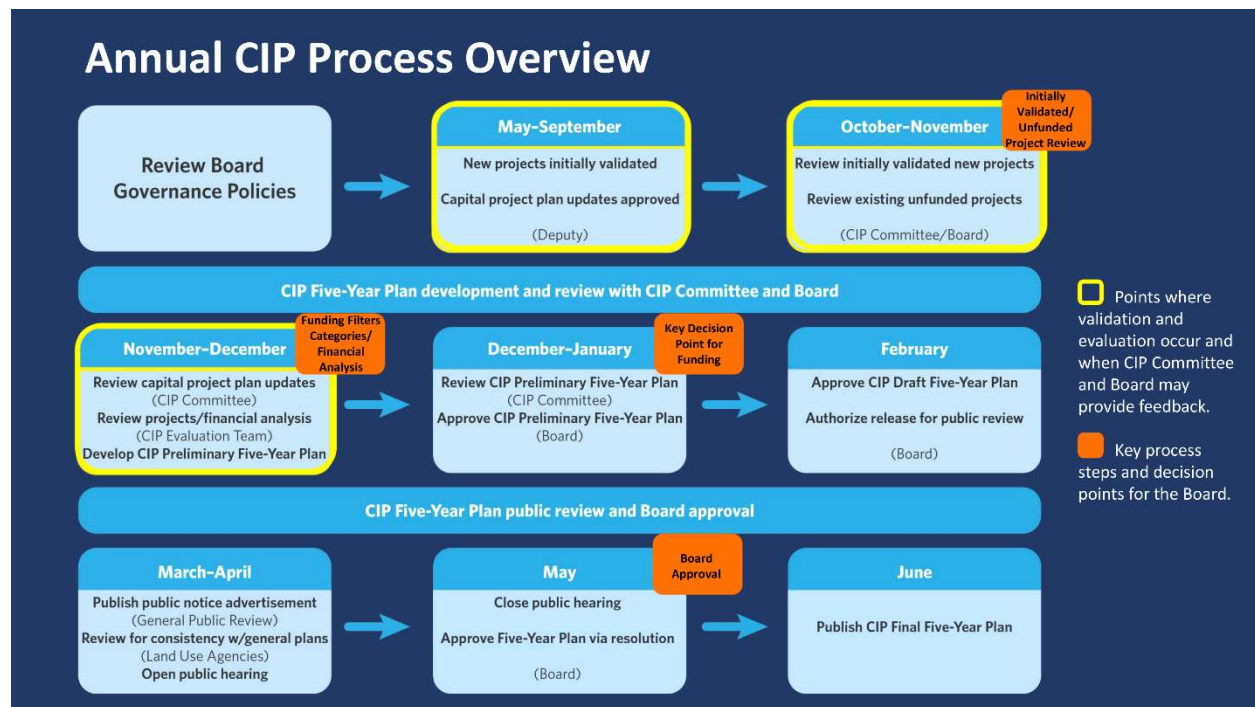 Annual CIP Process Overview
Review Board
Governance Policies
May–September
New projects initially validated
Capital project plan updates approved
(Deputy)
October–November
Initially
Validated/
Unfunded
Project Review
Review initially validated new projects
Review existing unfunded projects
(CIP Committee/Board)
CIP Five-Year Plan development and review with CIP Committee and Board
November–December
Funding Filters
Categories/
Financial
Analysis
Review capital project plan updates
(CIP Committee)
Review projects/financial analysis
(CIP Evaluation Team)
Develop CIP Preliminary Five-Year Plan
December–January
Key Decision
Point for
Funding
Review CIP Preliminary Five-Year Plan
(CIP Committee)
Approve CIP Preliminary Five-Year Plan
(Board)
February
Approve CIP Draft Five-Year Plan
Authorize release for public review
(Board)
Points where
validation and
evaluation occur and
when CIP Committee
and Board may
provide feedback.
Key process
steps and decision
points for the Board.
CIP Five-Year Plan public review and Board approval
March–April
Publish public notice advertisement
(General Public Review)
Review for consistency w/general plans
(Land Use Agencies)
Open public hearing
May
Board
Approval
Close public hearing
Approve Five-Year Plan via resolution
(Board)
June
Publish CIP Final Five-Year Plan